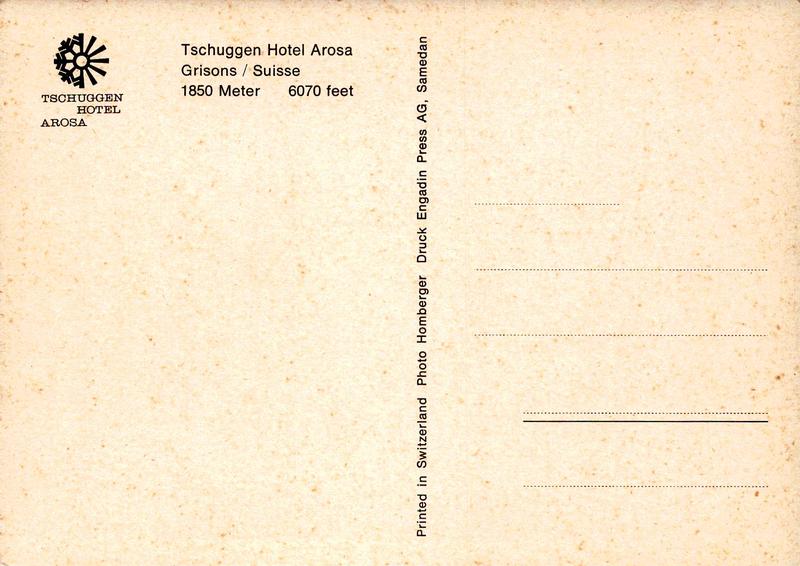 TSCHUGGEN
HOTEL
AROSA
Tschuggen Hotel Arosa
Grisons / Suisse
1850 Meter 6070 feet
Printed in Switzerland Photo Homberger Druck Engadin Press AG, Samedan